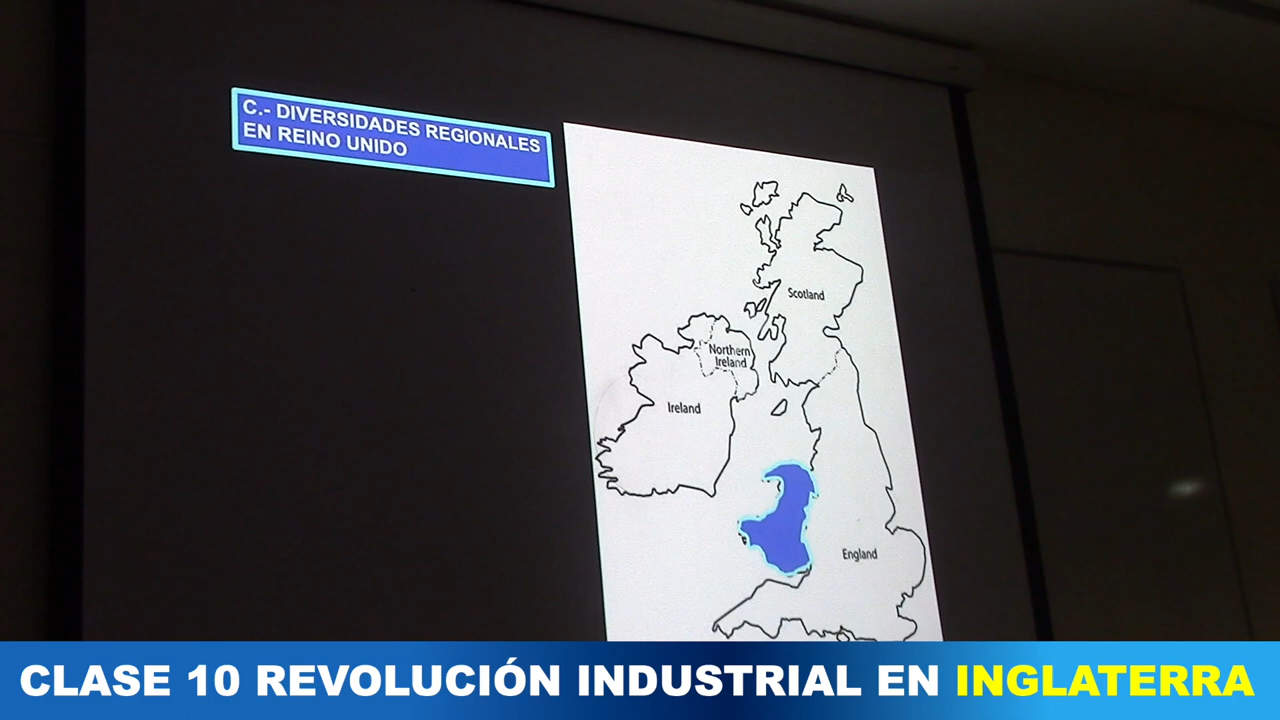 C.- DIVERSIDADES REGIONALES
EN REINO UNIDO
Scotland
Northern
Ireland
Ireland
England
CLASE 10 REVOLUCIÓN INDUSTRIAL EN INGLATERRA